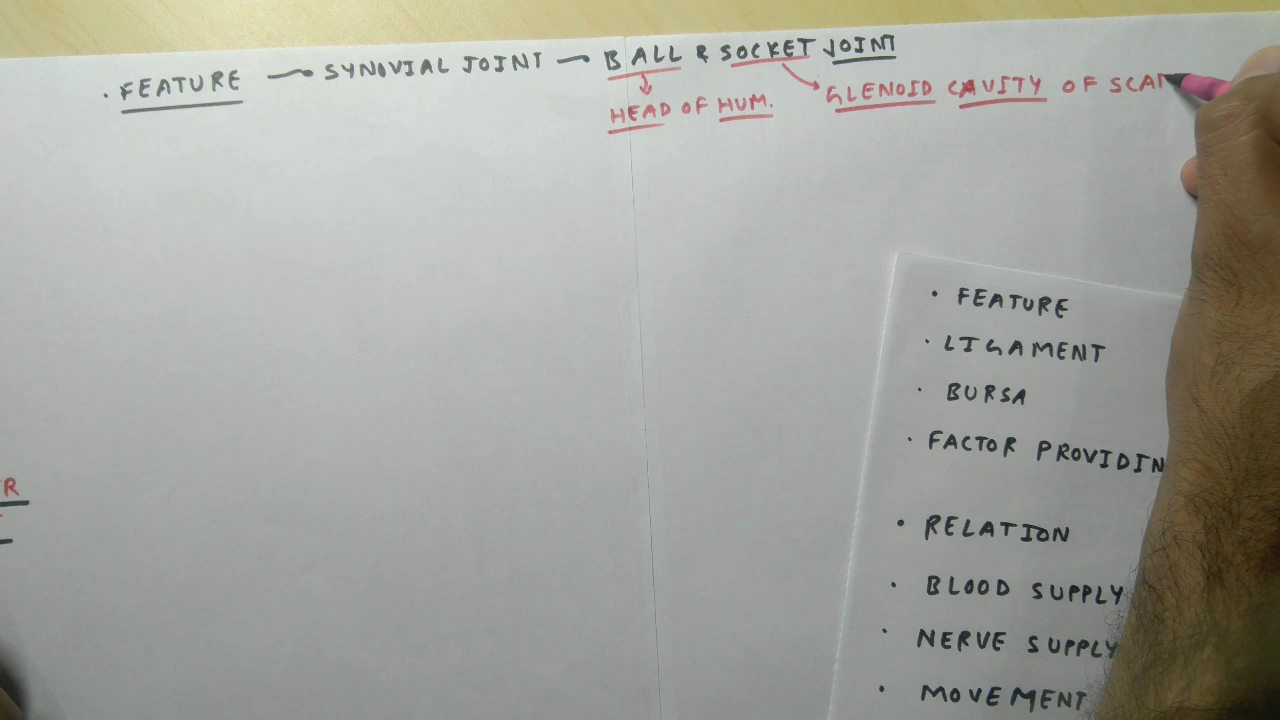 . FEATURE — SYNOVIAL JOINT — BALL & SOCKET JOINT
HEAD OF HUM. → GLENOID CAVITY OF SCAP
• FEATURE
• LIGAMENT
• BURSA
• FACTOR PROVIDIN
• RELATION
• BLOOD SUPPLY
• NERVE SUPPLY
• MOVEMENT